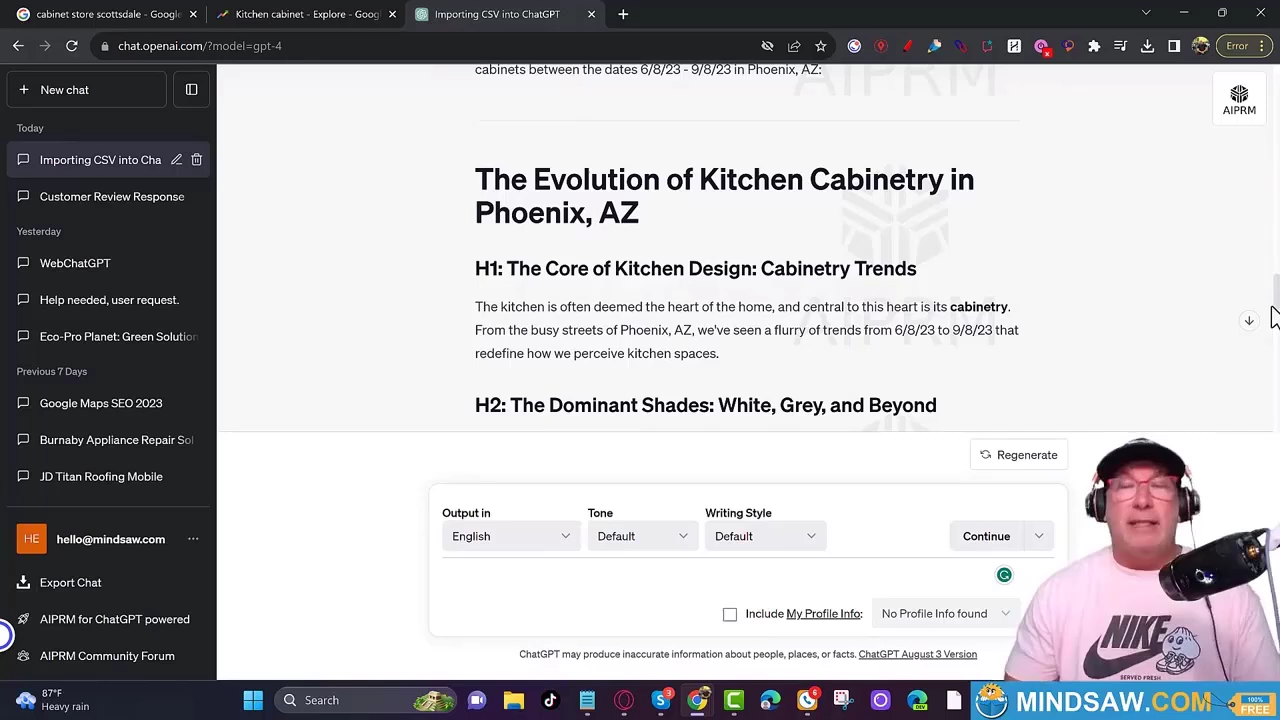 cabinet store scottsdale - Google
Kitchen cabinet - Explore - Goog
Importing CSV into ChatGPT
chat.openai.com/?model=gpt-4
Error
New chat
Today
Importing CSV into Cha
Customer Review Response
Yesterday
WebChatGPT
Help needed, user request.
Eco-Pro Planet: Green Solution
Previous 7 Days
Google Maps SEO 2023
Burnaby Appliance Repair Sol
JD Titan Roofing Mobile
HE
hello@mindsaw.com
Export Chat
AIPRM for ChatGPT powered
AIPRM Community Forum
cabinets between the dates 6/8/23 - 9/8/23 in Phoenix, AZ:
AIPRM
AIPRM
The Evolution of Kitchen Cabinetry in
Phoenix, AZ
H1: The Core of Kitchen Design: Cabinetry Trends
The kitchen is often deemed the heart of the home, and central to this heart is its cabinetry.
From the busy streets of Phoenix, AZ, we've seen a flurry of trends from 6/8/23 to 9/8/23 that
redefine how we perceive kitchen spaces.
AIPRM
H2: The Dominant Shades: White, Grey, and Beyond
Regenerate
Output in
Tone
Writing Style
English
Default
Default
Continue
Include My Profile Info:
No Profile Info found
ChatGPT may produce inaccurate information about people, places, or facts. ChatGPT August 3 Version
NIKE
SERVED FRESH
87°F
Heavy rain
Search
3
6
DEV
MINDSAW.COM
100%
FREE